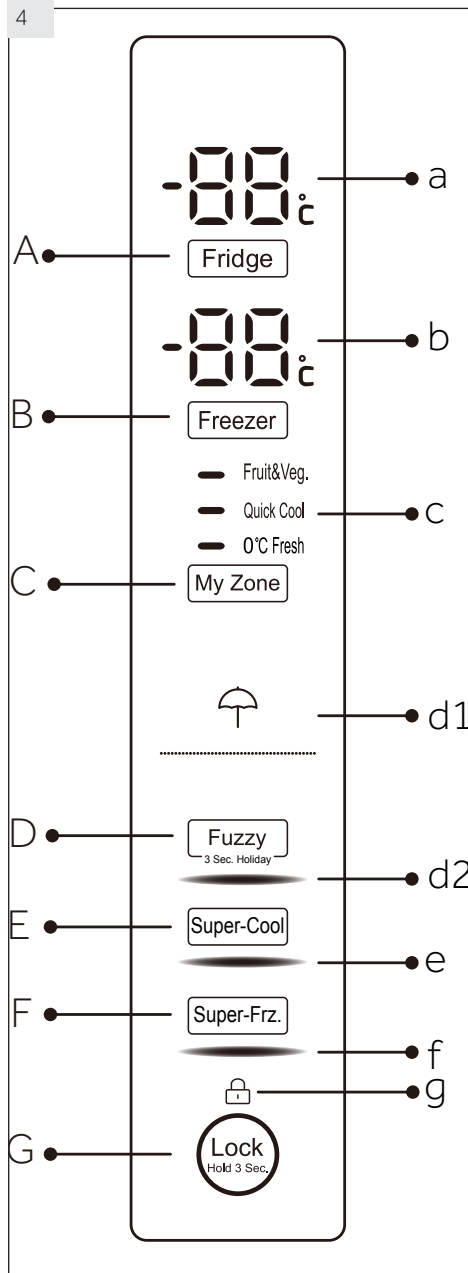 4
-88°C
a
A
Fridge
-88°C
b
B
Freezer
Fruit&Veg.
Quick Cool
c
0°C Fresh
C
My Zone
d1
D
Fuzzy
3 Sec. Holiday
d2
E
Super-Cool
e
F
Super-Frz.
f
g
G
Lock
Hold 3 Sec.